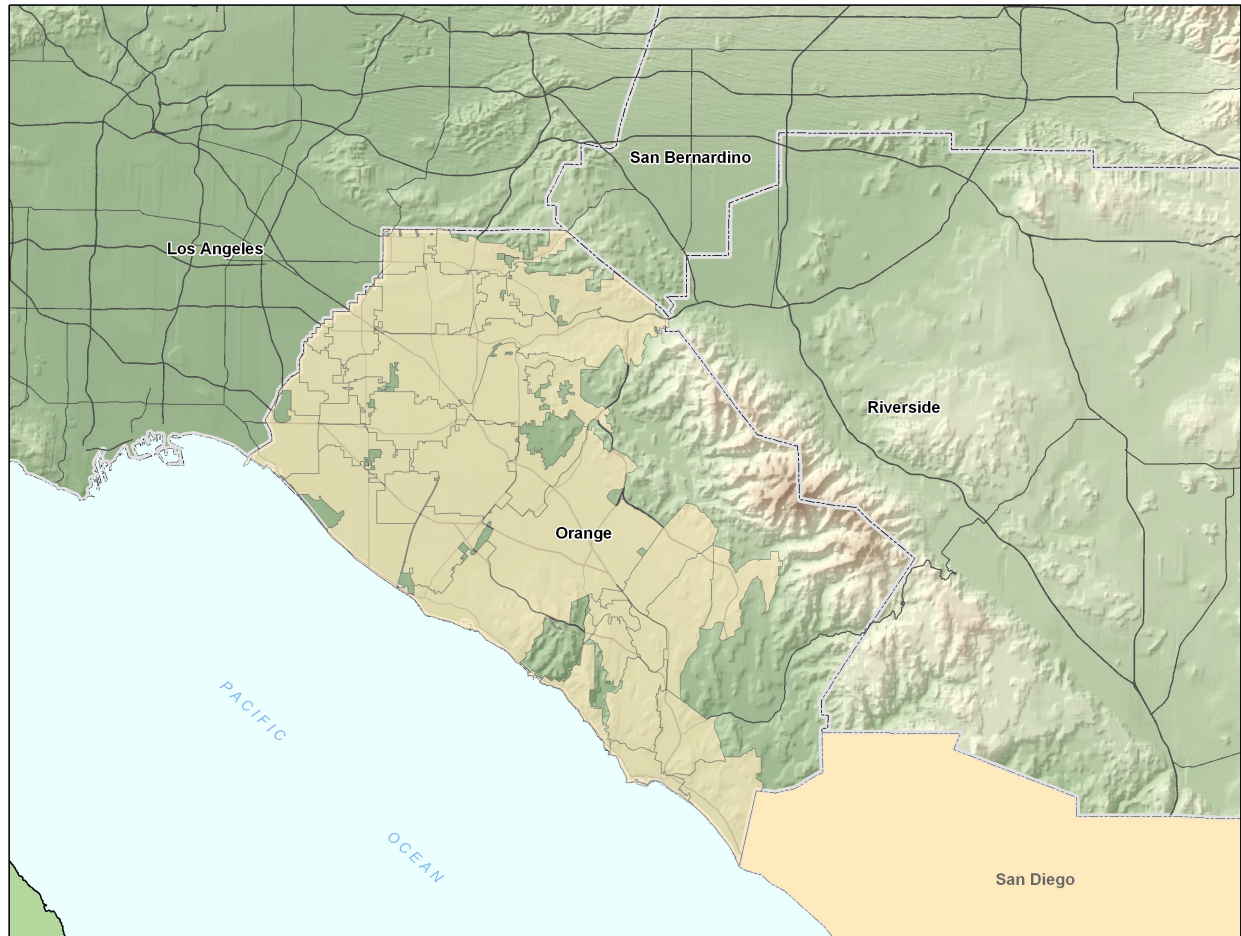 San Bernardino
Los Angeles
Riverside
Orange
PACIFIC
OCEAN
San Diego